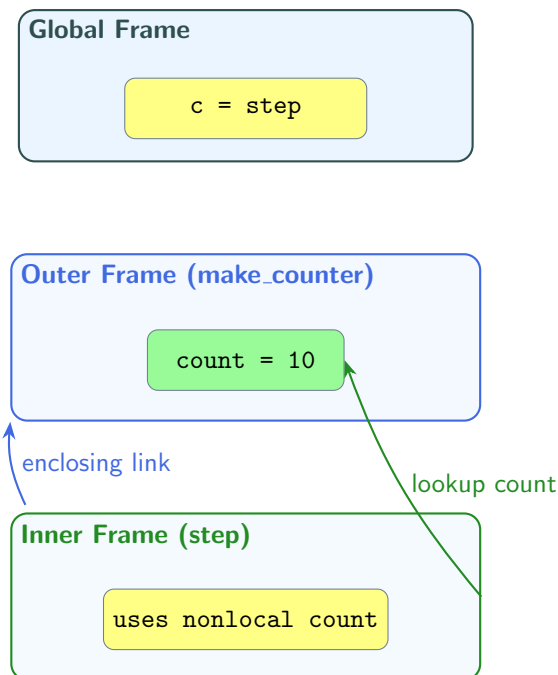 Global Frame
c = step
Outer Frame (make_counter)
count = 10
enclosing link
lookup count
Inner Frame (step)
uses nonlocal count